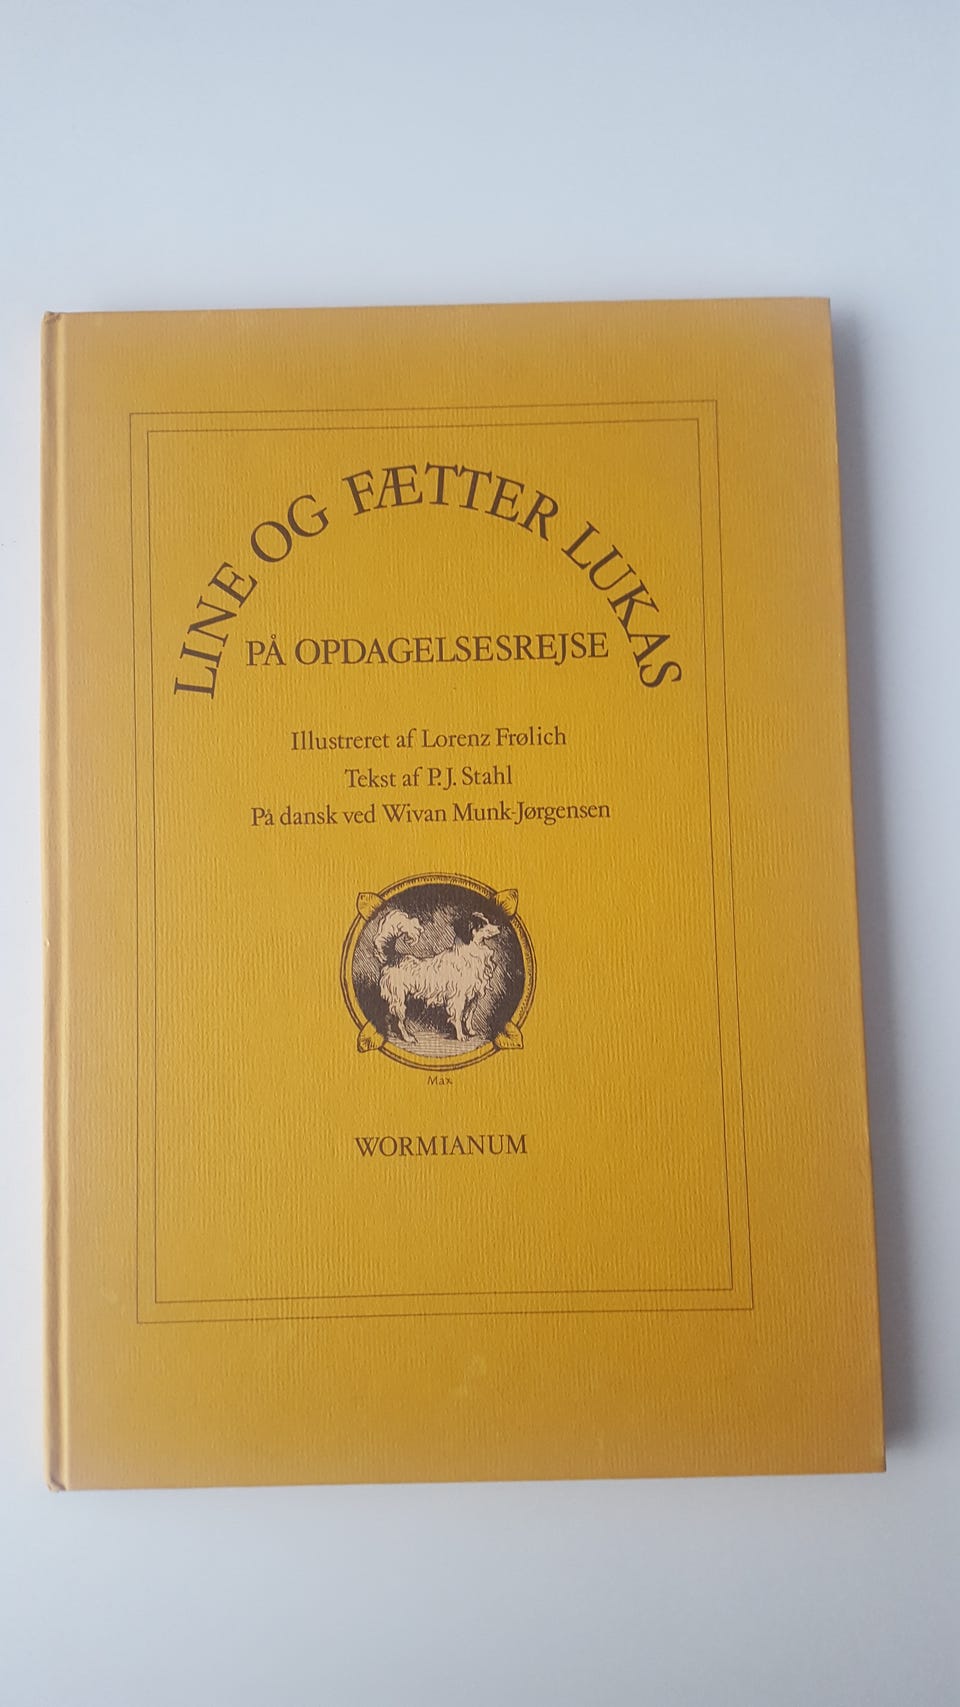 LINE OG FÆTTER LUKAS
PÅ OPDAGELSESREJSE
Illustreret af Lorenz Frølich
Tekst af P.J. Stahl
På dansk ved Wivan Munk-Jørgensen
Max
WORMIANUM